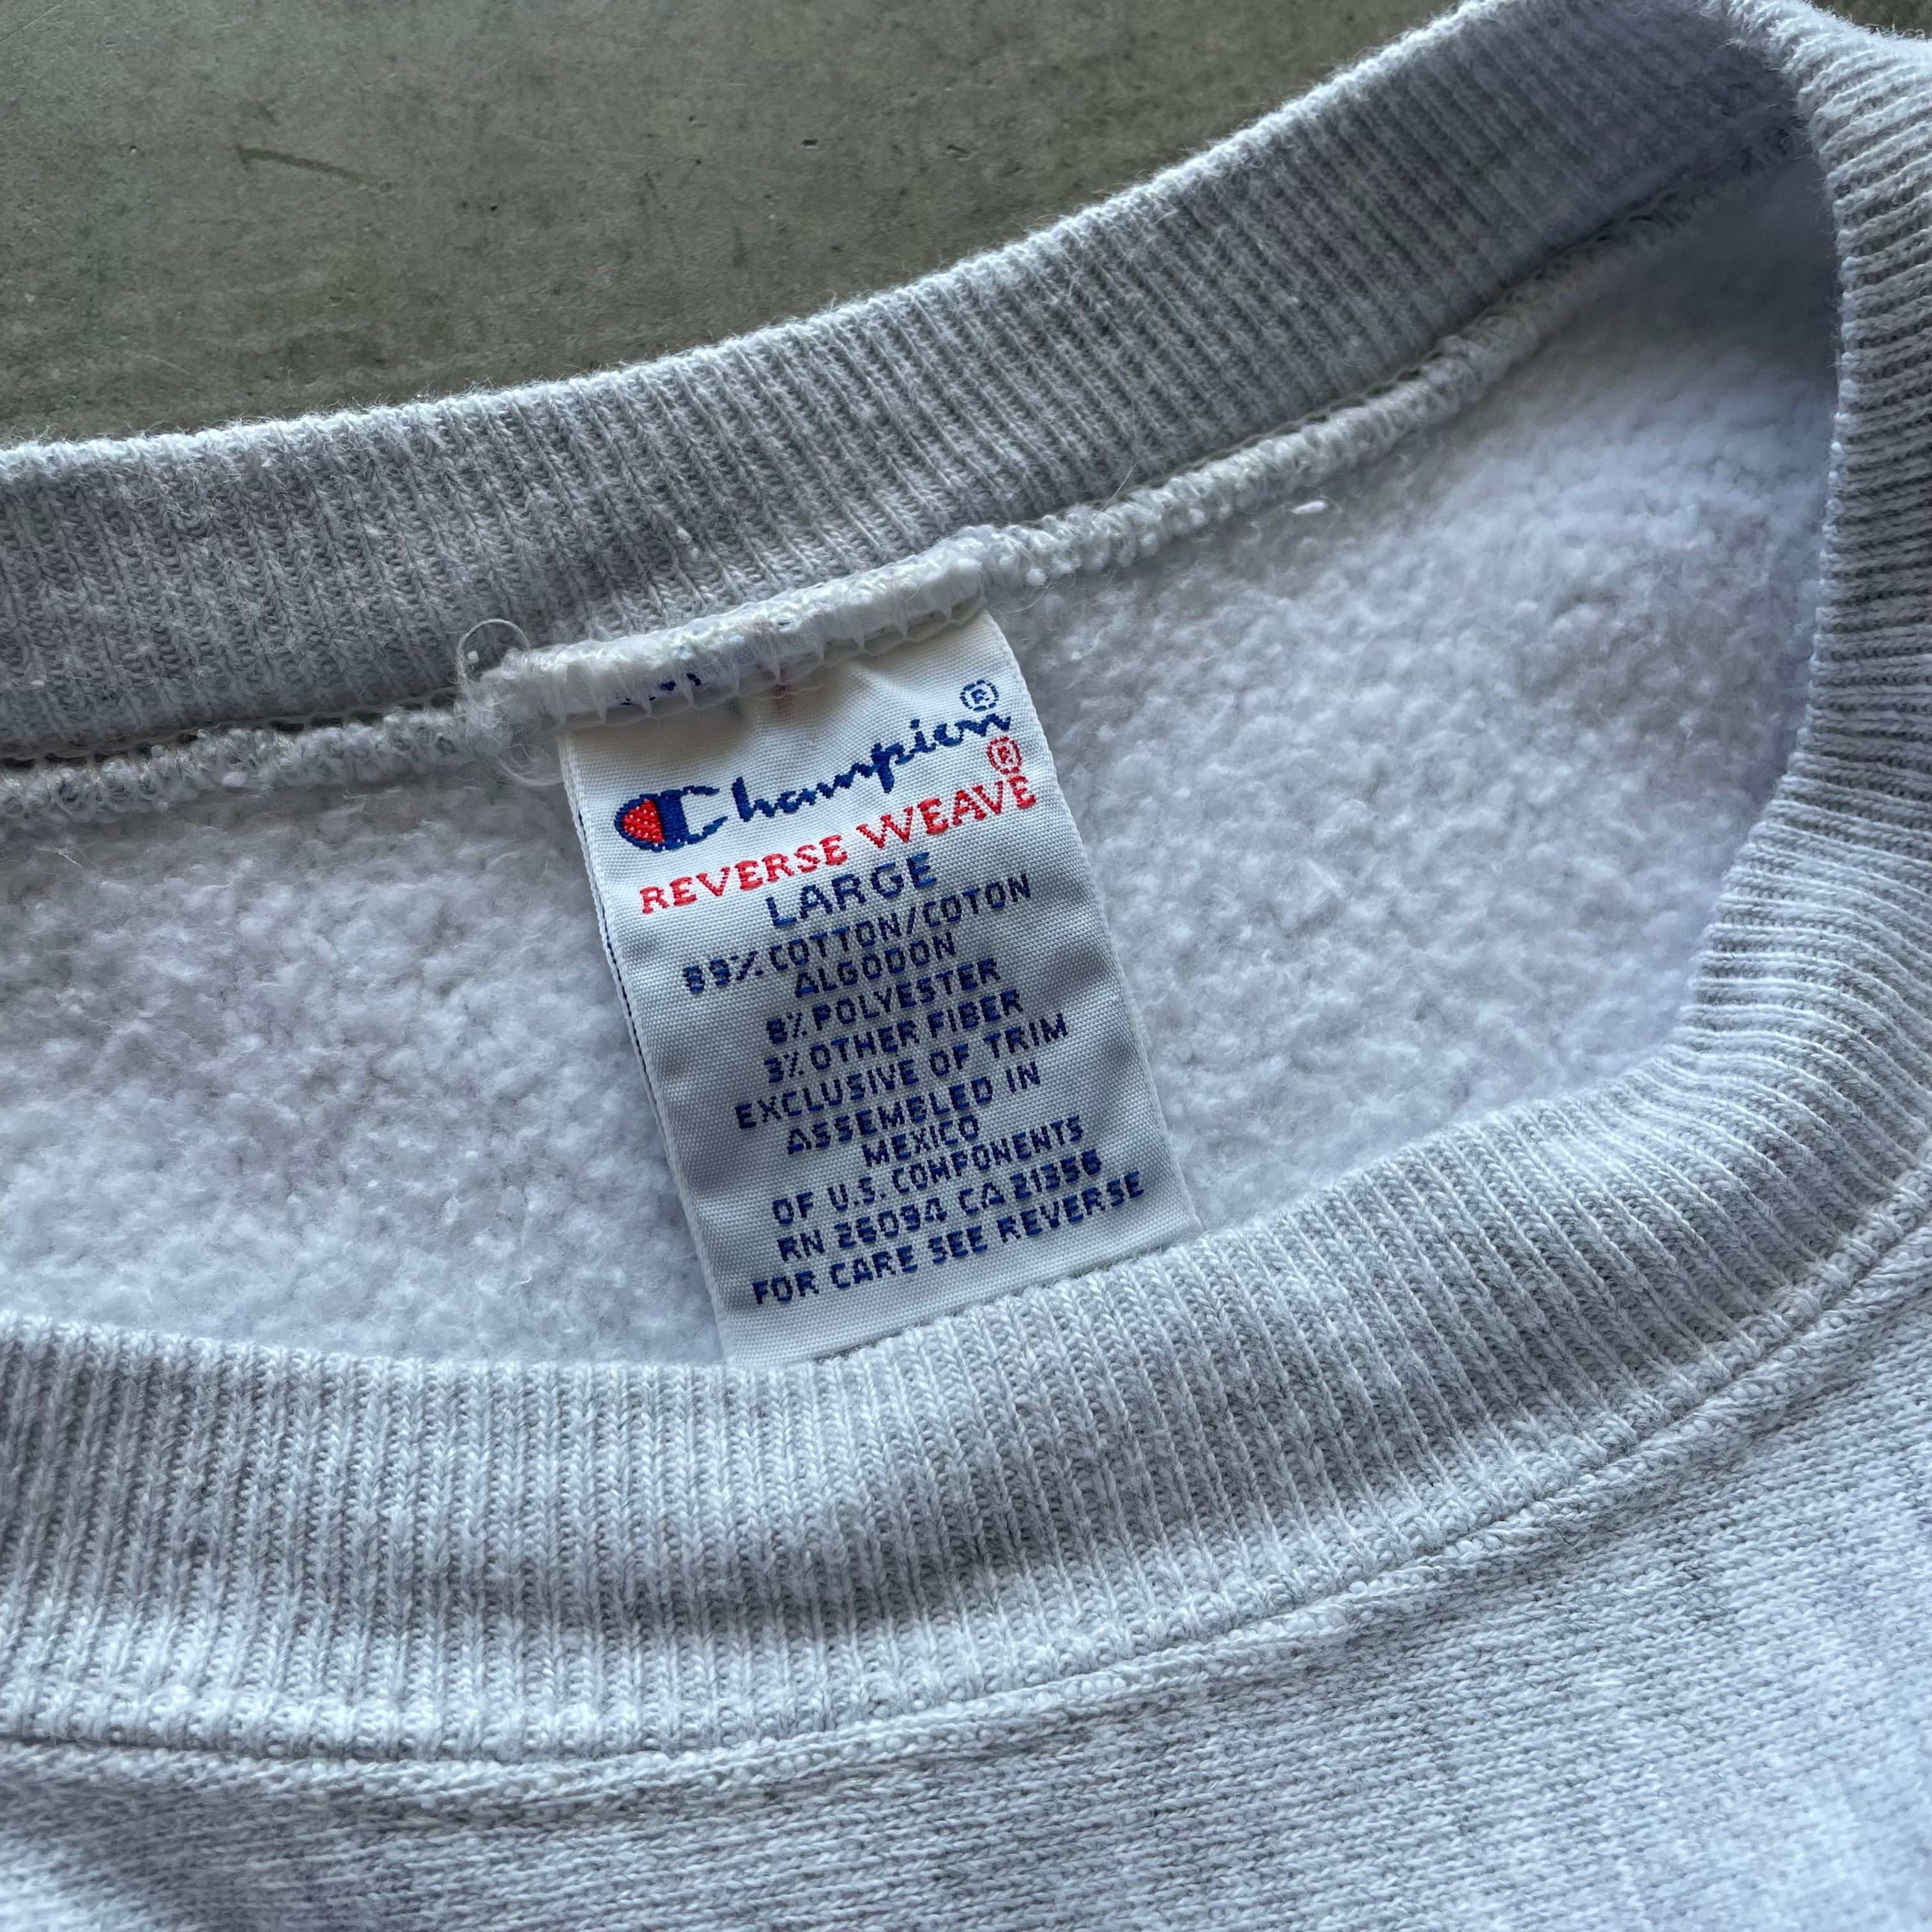 Champion®
REVERSE WEAVE®
LARGE
89% COTTON/COTON
ALGODON
8% POLYESTER
3% OTHER FIBER
EXCLUSIVE OF TRIM
ASSEMBLED IN
MEXICO
OF U.S. COMPONENTS
RN 26094 CA 21356
FOR CARE SEE REVERSE